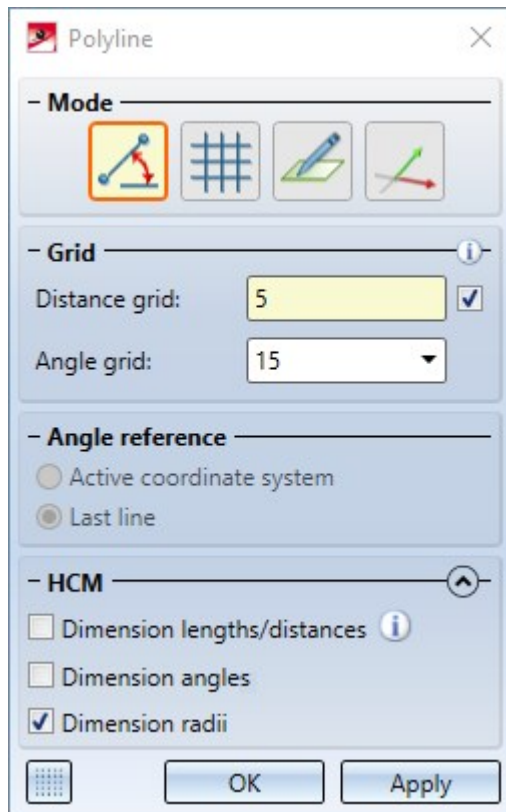 Polyline
Mode
Grid
Distance grid: 5
Angle grid: 15
Angle reference
Active coordinate system
Last line
HCM
Dimension lengths/distances
Dimension angles
Dimension radii
OK Apply